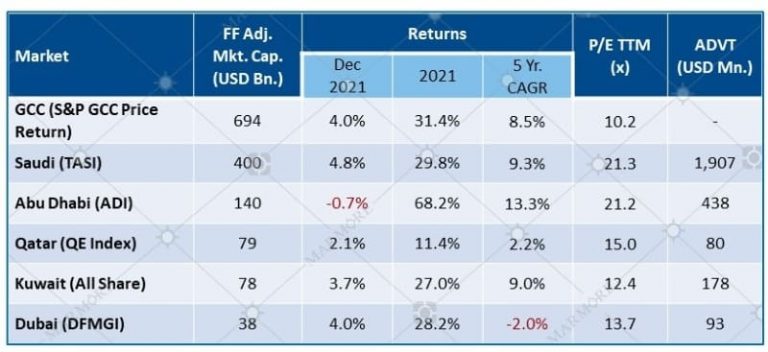 Market FF Adj. Mkt. Cap. (USD Bn.) Returns P/E TTM (x) ADVT (USD Mn.)
Dec 2021 2021 5 Yr. CAGR
GCC (S&P GCC Price Return) 694 4.0% 31.4% 8.5% 10.2 -
Saudi (TASI) 400 4.8% 29.8% 9.3% 21.3 1,907
Abu Dhabi (ADI) 140 -0.7% 68.2% 13.3% 21.2 438
Qatar (QE Index) 79 2.1% 11.4% 2.2% 15.0 80
Kuwait (All Share) 78 3.7% 27.0% 9.0% 12.4 178
Dubai (DFMGI) 38 4.0% 28.2% -2.0% 13.7 93
MARMORE